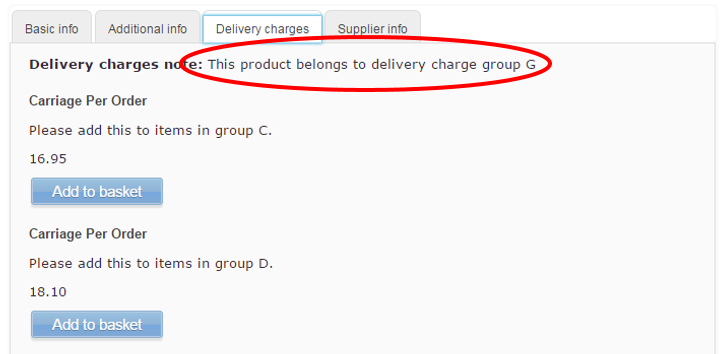 Basic info
Additional info
Delivery charges
Supplier info
Delivery charges note: This product belongs to delivery charge group G
Carriage Per Order
Please add this to items in group C.
16.95
Add to basket
Carriage Per Order
Please add this to items in group D.
18.10
Add to basket